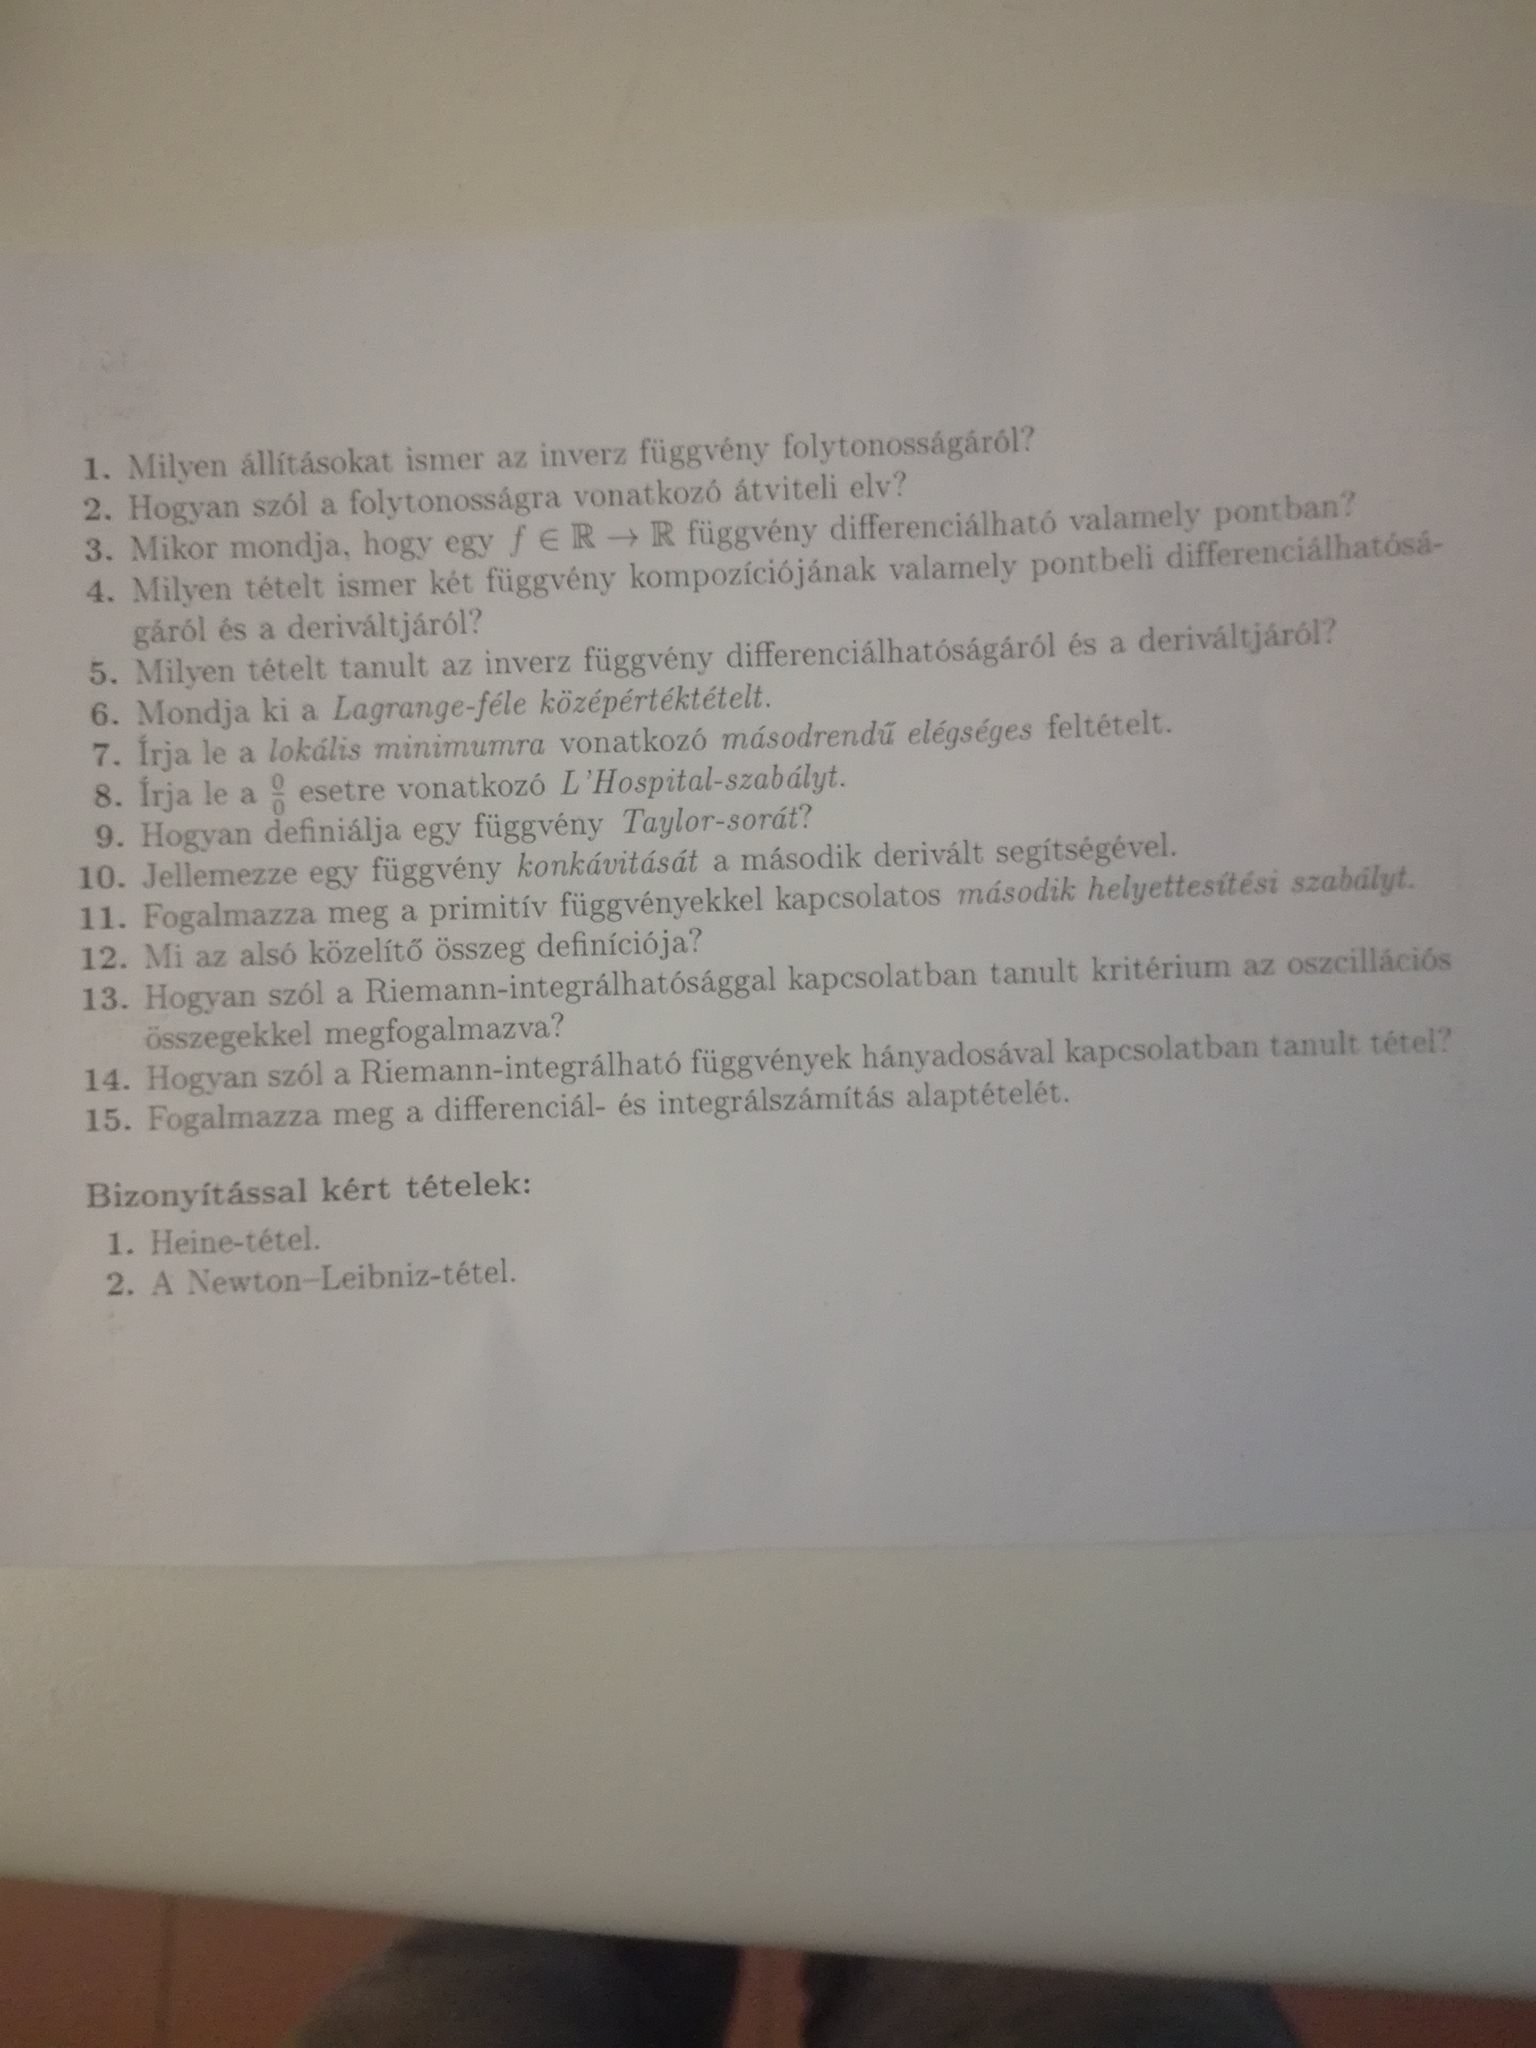 1. Milyen állításokat ismer az inverz függvény folytonosságáról?
2. Hogyan szól a folytonosságra vonatkozó átviteli elv?
3. Mikor mondja, hogy egy f ∈ ℝ → ℝ függvény differenciálható valamely pontban?
4. Milyen tételt ismer két függvény kompozíciójának valamely pontbeli differenciálhatósá-
gáról és a deriváltjáról?
5. Milyen tételt tanult az inverz függvény differenciálhatóságáról és a deriváltjáról?
6. Mondja ki a Lagrange-féle középértéktételt.
7. Írja le a lokális minimumra vonatkozó másodrendű elégséges feltételt.
8. Írja le a 0/0 esetre vonatkozó L'Hospital-szabályt.
9. Hogyan definiálja egy függvény Taylor-sorát?
10. Jellemezze egy függvény konkávitását a második derivált segítségével.
11. Fogalmazza meg a primitív függvényekkel kapcsolatos második helyettesítési szabályt.
12. Mi az alsó közelítő összeg definíciója?
13. Hogyan szól a Riemann-integrálhatósággal kapcsolatban tanult kritérium az oszcillációs
összegekkel megfogalmazva?
14. Hogyan szól a Riemann-integrálható függvények hányadosával kapcsolatban tanult tétel?
15. Fogalmazza meg a differenciál- és integrálszámítás alaptételét.
Bizonyítással kért tételek:
1. Heine-tétel.
2. A Newton–Leibniz-tétel.